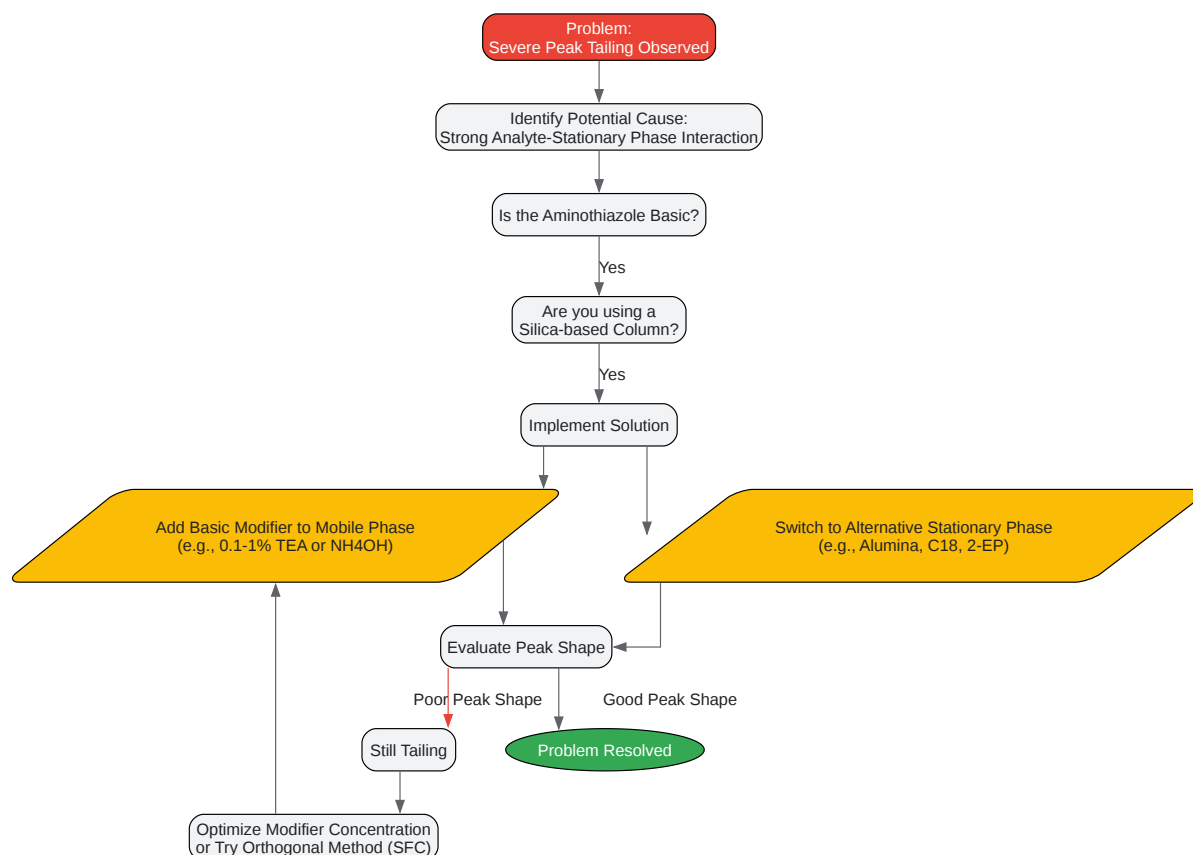 Problem:
Severe Peak Tailing Observed
Identify Potential Cause:
Strong Analyte-Stationary Phase Interaction
Is the Aminothiazole Basic?
Yes
Are you using a
Silica-based Column?
Yes
Implement Solution
Add Basic Modifier to Mobile Phase
(e.g., 0.1-1% TEA or NH4OH)
Switch to Alternative Stationary Phase
(e.g., Alumina, C18, 2-EP)
Evaluate Peak Shape
Poor Peak Shape
Good Peak Shape
Still Tailing
Problem Resolved
Optimize Modifier Concentration
or Try Orthogonal Method (SFC)